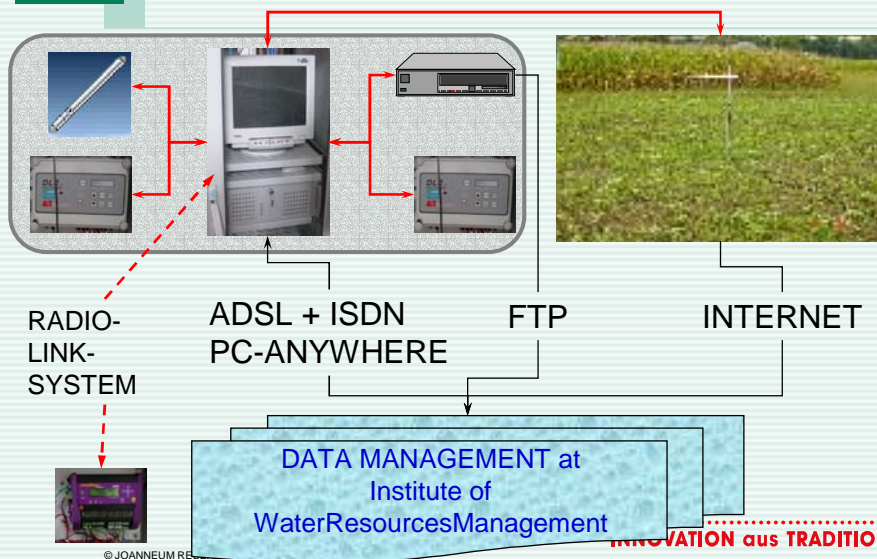 RADIO-
LINK-
SYSTEM
ADSL + ISDN
PC-ANYWHERE
FTP
INTERNET
DATA MANAGEMENT at
Institute of
WaterResourcesManagement
INNOVATION aus TRADITIO
© JOANNEUM